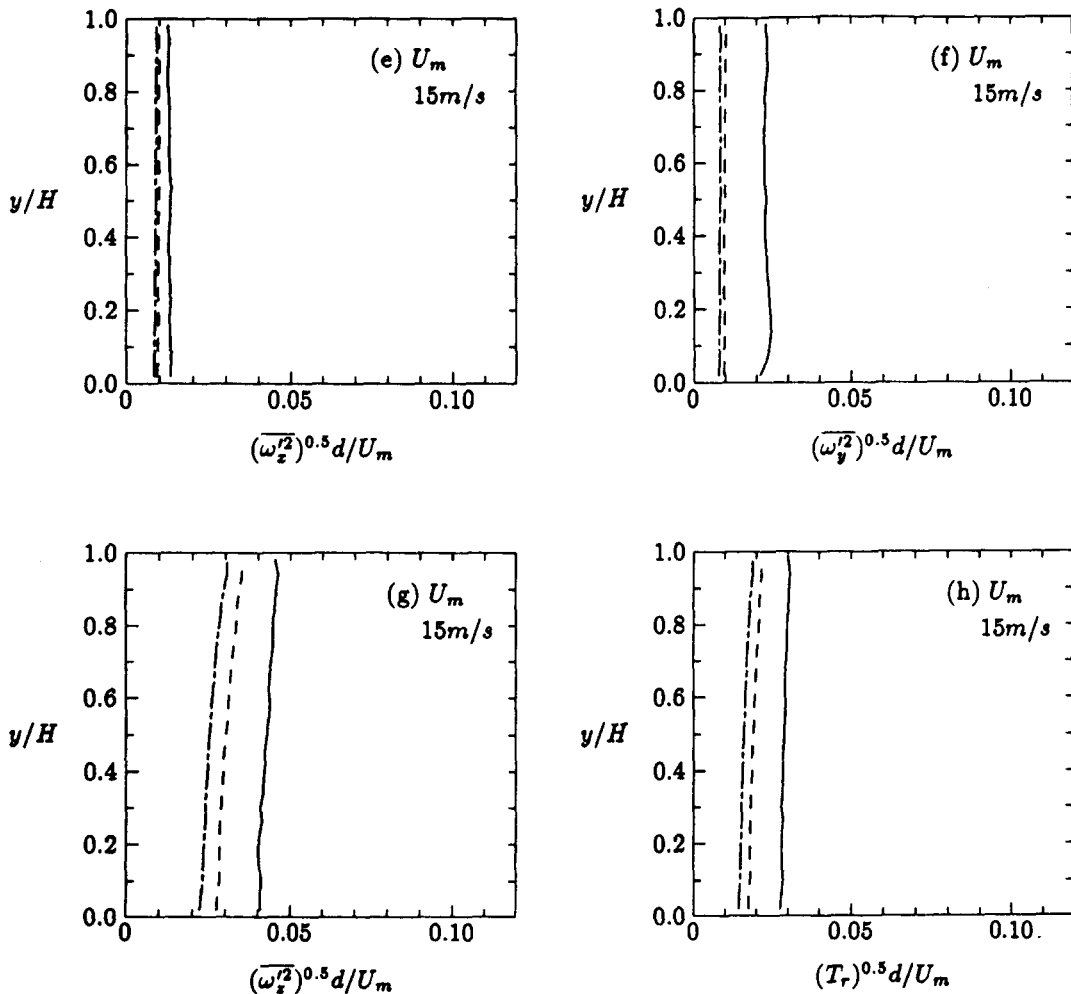 1.0
0.8
0.6
0.4
0.2
0.0
y/H
(e) U_m
15m/s
0 0.05 0.10
(\overline{ω_x'^2})^{0.5}d/U_m
1.0
0.8
0.6
0.4
0.2
0.0
y/H
(f) U_m
15m/s
0 0.05 0.10
(\overline{ω_y'^2})^{0.5}d/U_m
1.0
0.8
0.6
0.4
0.2
0.0
y/H
(g) U_m
15m/s
0 0.05 0.10
(\overline{ω_z'^2})^{0.5}d/U_m
1.0
0.8
0.6
0.4
0.2
0.0
y/H
(h) U_m
15m/s
0 0.05 0.10
(T_r)^{0.5}d/U_m